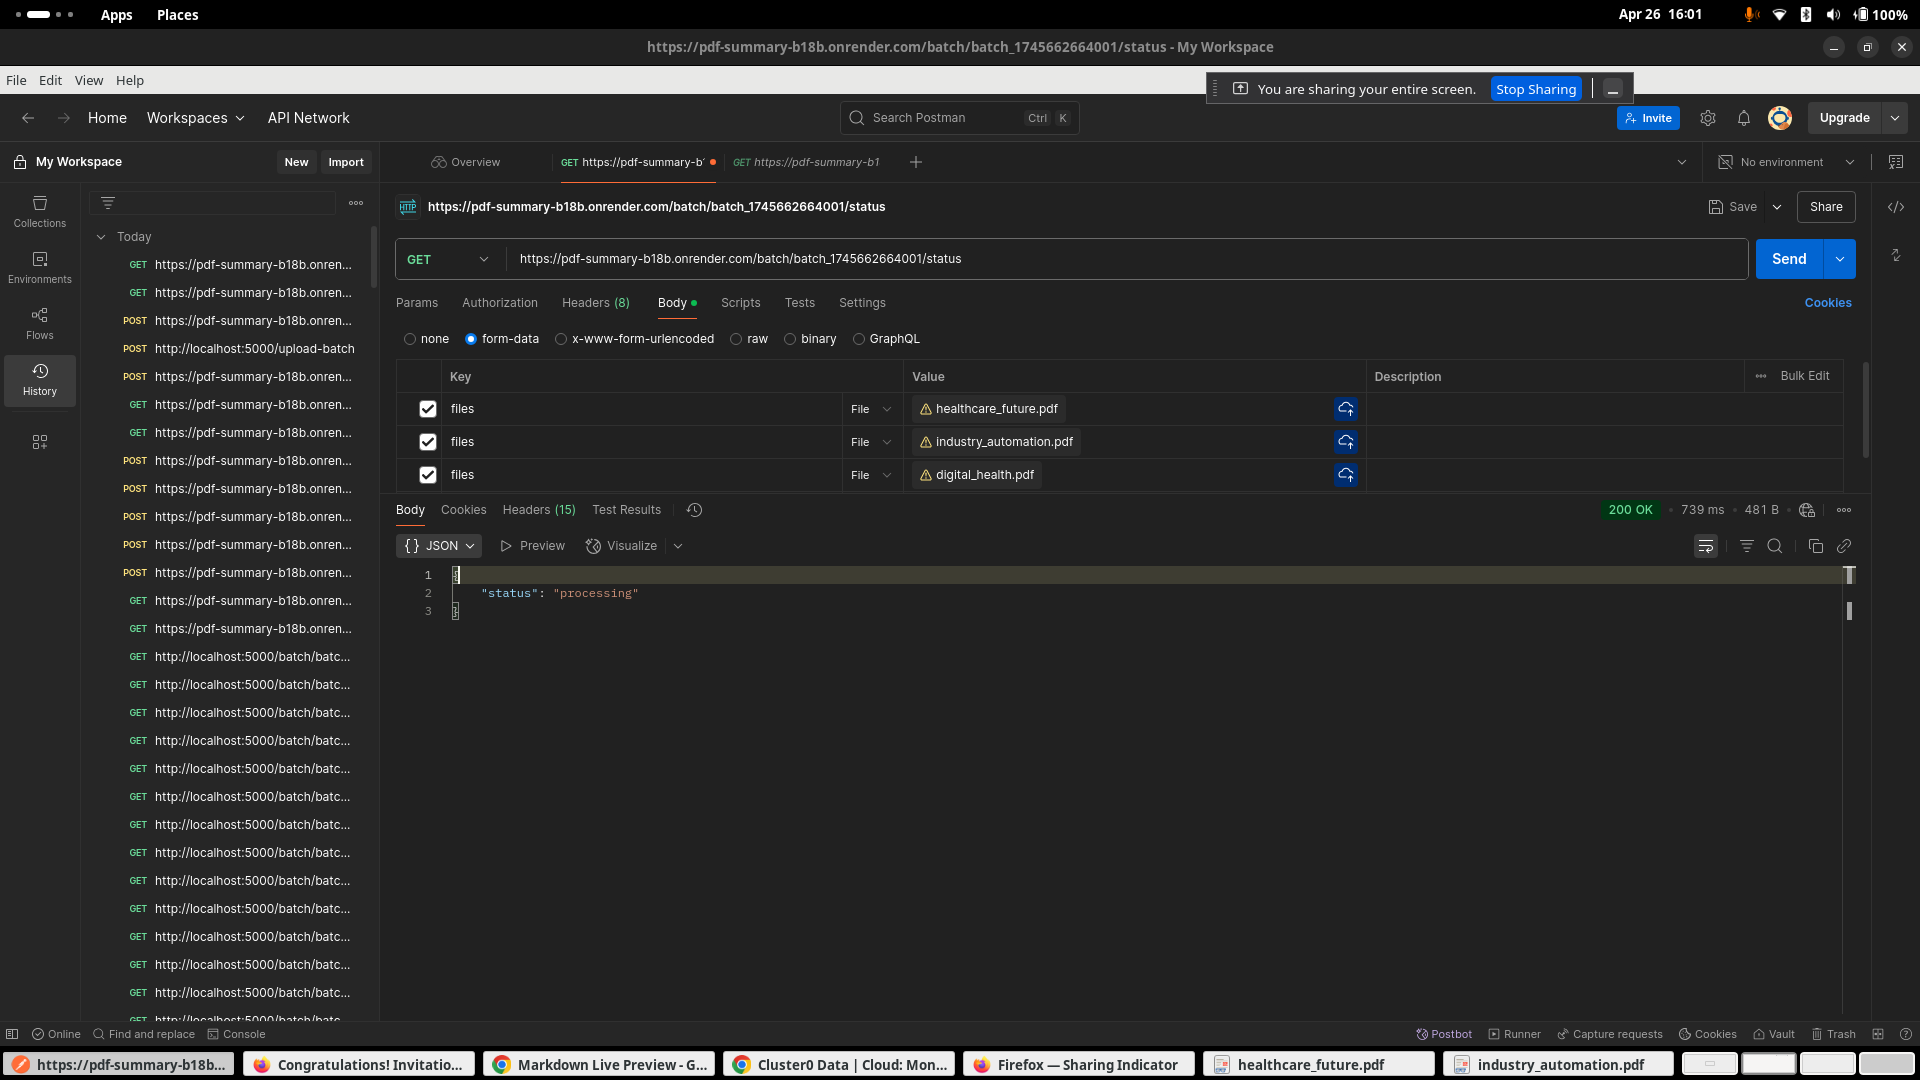 Apps Places Apr 26 16:01 100%
https://pdf-summary-b18b.onrender.com/batch/batch_1745662664001/status - My Workspace
File Edit View Help
You are sharing your entire screen. Stop Sharing
Home Workspaces API Network Search Postman Ctrl K Invite Upgrade
My Workspace New Import Overview GET https://pdf-summary-b GET https://pdf-summary-b1 No environment
Collections
Environments
Flows
History
Today
GET https://pdf-summary-b18b.onren...
GET https://pdf-summary-b18b.onren...
POST https://pdf-summary-b18b.onren...
POST http://localhost:5000/upload-batch
POST https://pdf-summary-b18b.onren...
GET https://pdf-summary-b18b.onren...
GET https://pdf-summary-b18b.onren...
POST https://pdf-summary-b18b.onren...
POST https://pdf-summary-b18b.onren...
POST https://pdf-summary-b18b.onren...
POST https://pdf-summary-b18b.onren...
POST https://pdf-summary-b18b.onren...
GET https://pdf-summary-b18b.onren...
GET https://pdf-summary-b18b.onren...
GET http://localhost:5000/batch/batc...
GET http://localhost:5000/batch/batc...
GET http://localhost:5000/batch/batc...
GET http://localhost:5000/batch/batc...
GET http://localhost:5000/batch/batc...
GET http://localhost:5000/batch/batc...
GET http://localhost:5000/batch/batc...
GET http://localhost:5000/batch/batc...
GET http://localhost:5000/batch/batc...
GET http://localhost:5000/batch/batc...
GET http://localhost:5000/batch/batc...
GET http://localhost:5000/batch/batc...
GET http://localhost:5000/batch/batc...
GET http://localhost:5000/batch/batc
HTTP https://pdf-summary-b18b.onrender.com/batch/batch_1745662664001/status Save Share
GET https://pdf-summary-b18b.onrender.com/batch/batch_1745662664001/status Send
Params Authorization Headers (8) Body Scripts Tests Settings Cookies
none form-data x-www-form-urlencoded raw binary GraphQL
Key Value Description Bulk Edit
files File healthcare_future.pdf
files File industry_automation.pdf
files File digital_health.pdf
Body Cookies Headers (15) Test Results 200 OK 739 ms 481 B
{} JSON Preview Visualize
1 {
2 "status": "processing"
3 }
Online Find and replace Console Postbot Runner Capture requests Cookies Vault Trash
https://pdf-summary-b18b... Congratulations! Invitatio... Markdown Live Preview - G... Cluster0 Data | Cloud: Mon... Firefox — Sharing Indicator healthcare_future.pdf industry_automation.pdf